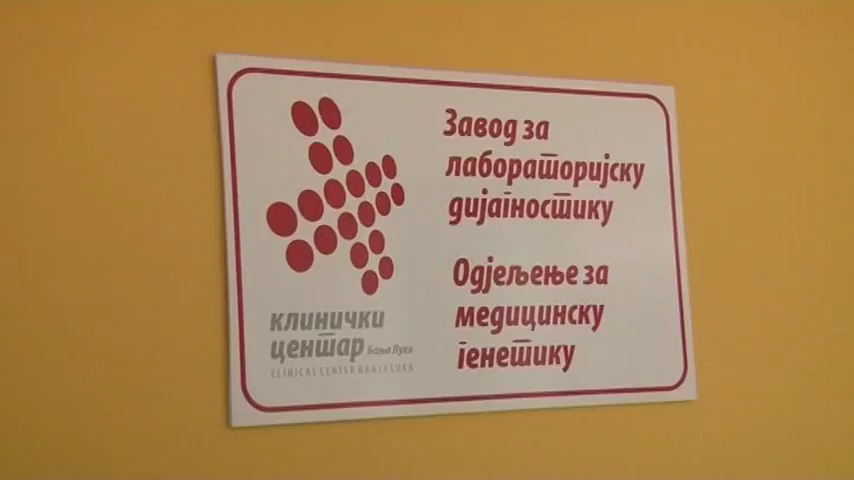 Завод за
лабораторијску
дијагностику
Одјељење за
медицинску
генетику
клинички
центар Бања Лука
CLINICAL CENTER BANJA LUKA